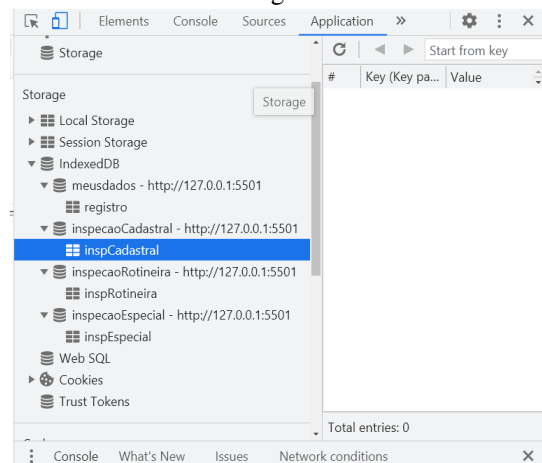 Elements Console Sources Application »
Storage
Start from key
# Key (Key pa... Value
Storage
Storage
Local Storage
Session Storage
IndexedDB
meusdados - http://127.0.0.1:5501
registro
inspecaoCadastral - http://127.0.0.1:5501
inspCadastral
inspecaoRotineira - http://127.0.0.1:5501
inspRotineira
inspecaoEspecial - http://127.0.0.1:5501
inspEspecial
Web SQL
Cookies
Trust Tokens
Total entries: 0
Console What's New Issues Network conditions